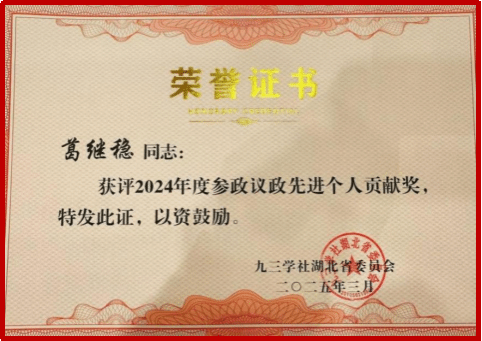 荣誉证书
葛继稳 同志：
获评2024年度参政议政先进个人贡献奖，
特发此证，以资鼓励。
九三学社湖北省委员会
二〇二五年三月